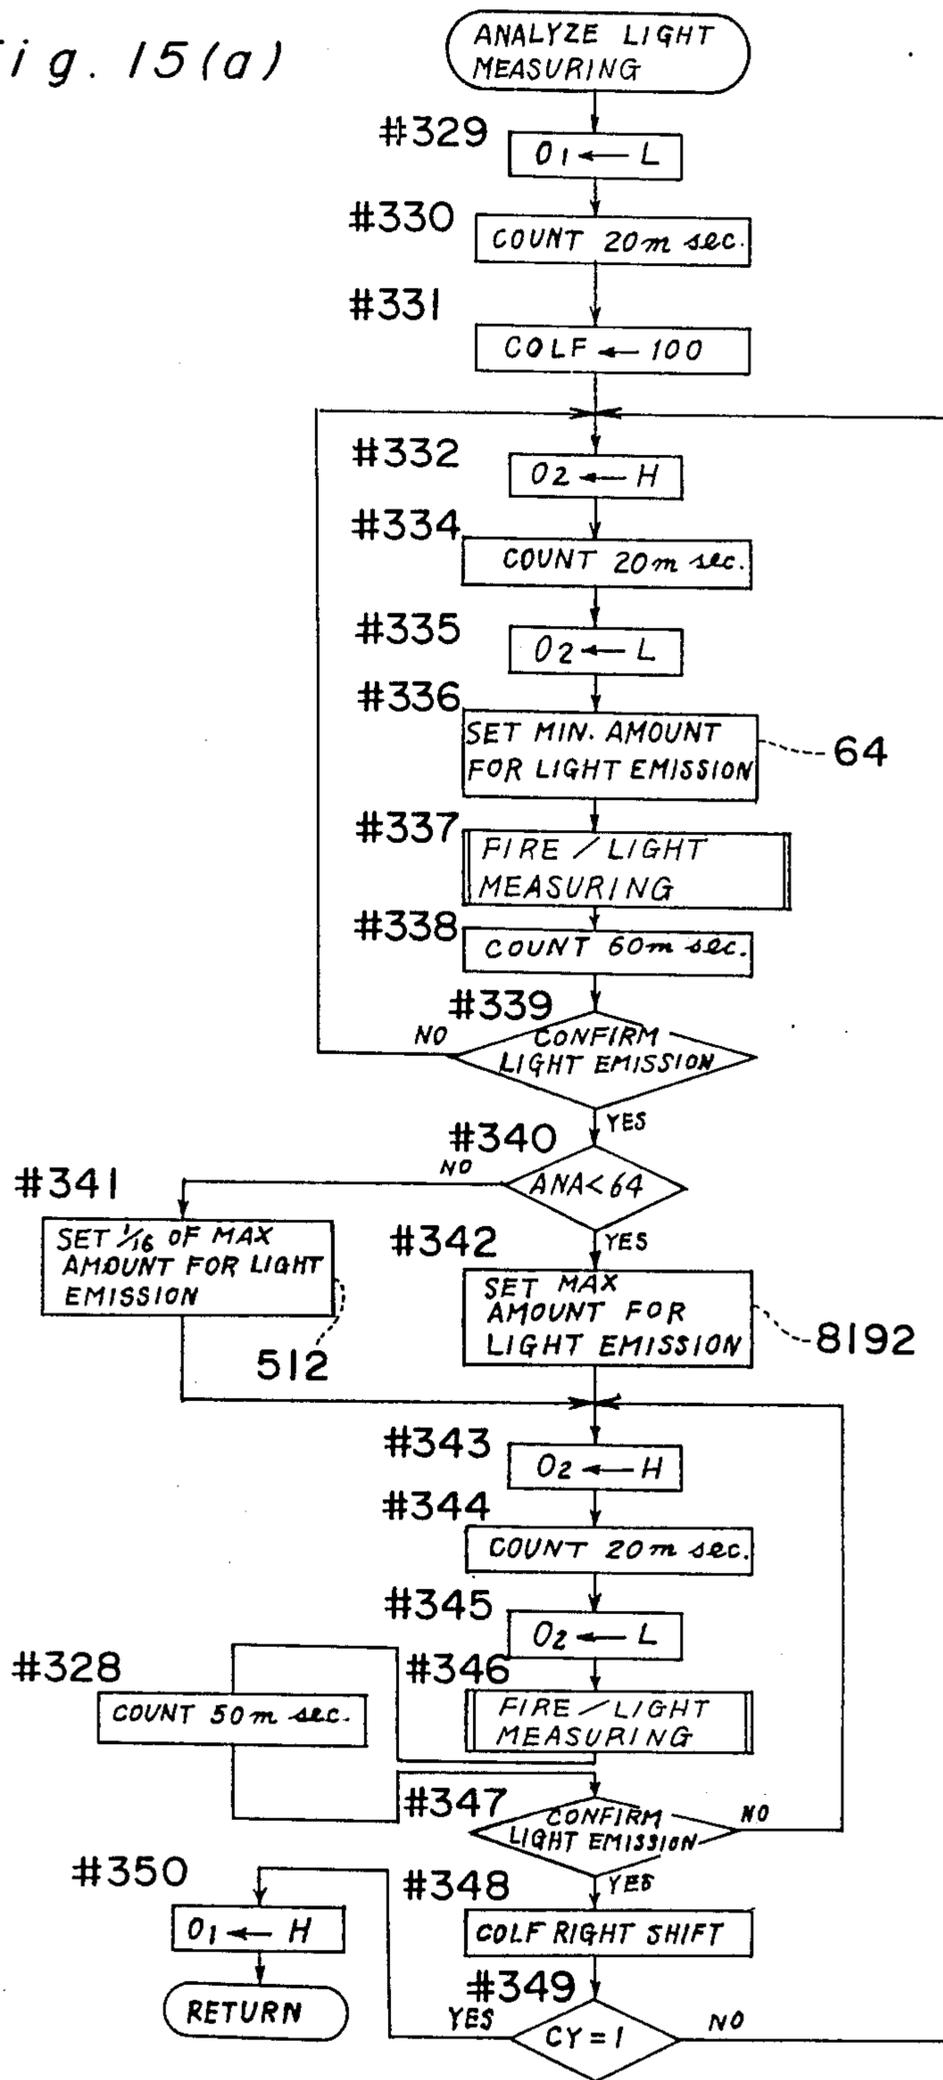 ig. 15(a)
ANALYZE LIGHT
MEASURING
#329
O1 ← L
#330
COUNT 20m sec.
#331
COLF ← 100
#332
O2 ← H
#334
COUNT 20m sec.
#335
O2 ← L
#336
SET MIN. AMOUNT
FOR LIGHT EMISSION
64
#337
FIRE / LIGHT
MEASURING
#338
COUNT 60m sec.
#339
NO
CONFIRM
LIGHT EMISSION
YES
#340
NO
ANA<64
#341
SET 1/16 OF MAX
AMOUNT FOR LIGHT
EMISSION
512
YES
#342
SET MAX
AMOUNT FOR
LIGHT EMISSION
8192
#343
O2 ← H
#344
COUNT 20m sec.
#345
O2 ← L
#328
COUNT 50m sec.
#346
FIRE / LIGHT
MEASURING
#347
CONFIRM
LIGHT EMISSION
NO
YES
#350
O1 ← H
RETURN
#348
COLF RIGHT SHIFT
#349
YES
CY = 1
NO